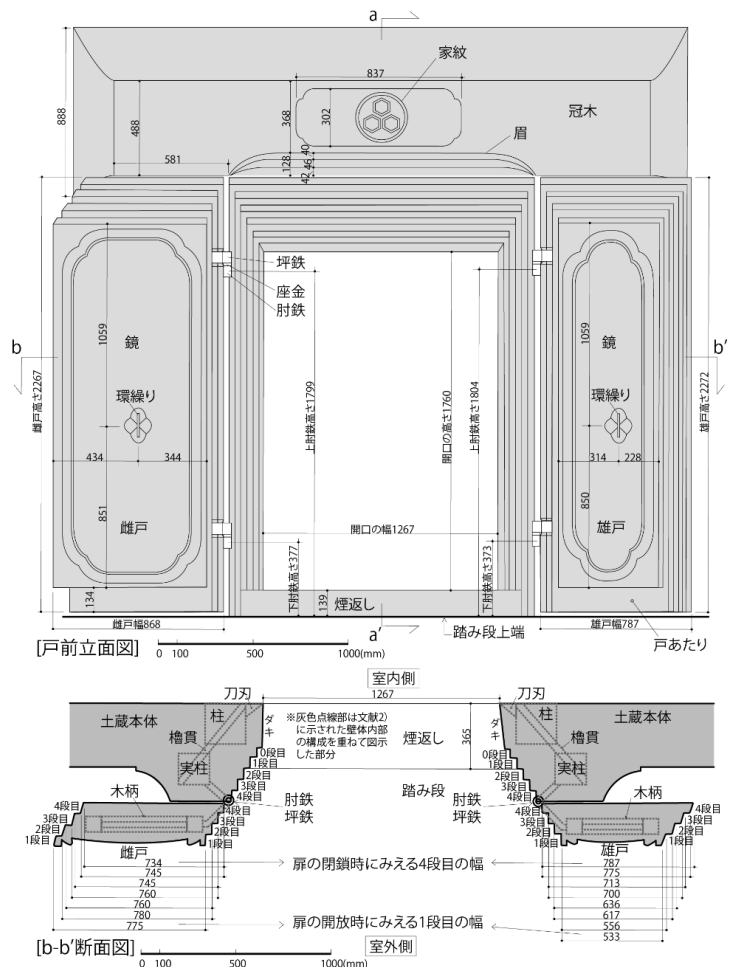 a
837
家紋
888
488
368
302
冠木
眉
581
128
40
46
42
坪鉄
座金
肘鉄
b
b’
1059
鏡
1059
鏡
雌戸高さ2267
環繰り
上肘鉄高さ1799
開口の高さ1760
上肘鉄高さ1804
環繰り
雄戸高さ2272
434
344
314
228
851
雌戸
開口の幅1267
850
雄戸
下肘鉄高さ377
下肘鉄高さ373
134
139
煙返し
雌戸幅868
a’
踏み段上端
雄戸幅787
戸あたり
[戸前立面図]
0 100 500 1000(mm)
室内側
1267
土蔵本体
柱
刀刃
ダキ
※灰色点線部は文献2)
に示された壁体内部
の構成を重ねて図示
した部分
煙返し
365
ダキ
刀刃
柱
土蔵本体
櫓貫
櫓貫
実柱
0段目
1段目
2段目
3段目
4段目
踏み段
0段目
1段目
2段目
3段目
4段目
実柱
木柄
肘鉄
坪鉄
肘鉄
坪鉄
木柄
4段目
3段目
2段目
1段目
4段目
3段目
2段目
1段目
4段目
3段目
2段目
1段目
4段目
3段目
2段目
1段目
雌戸
雄戸
734
扉の閉鎖時にみえる4段目の幅
787
745
775
745
713
760
700
760
636
780
617
775
扉の開放時にみえる1段目の幅
556
533
[b-b’断面図]
0 100 500 1000(mm)
室外側